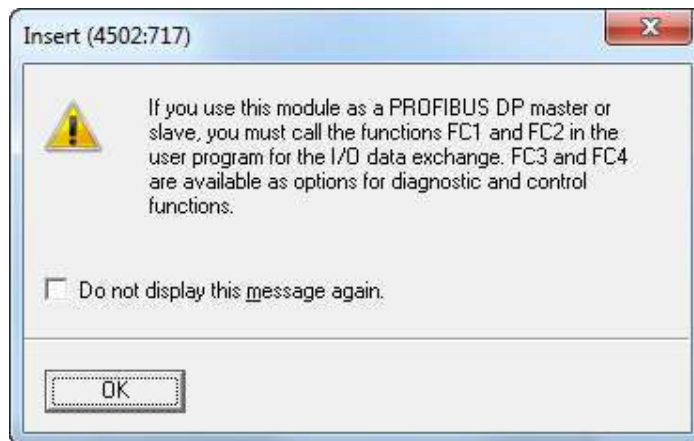 Insert (4502:717)
If you use this module as a PROFIBUS DP master or
slave, you must call the functions FC1 and FC2 in the
user program for the I/O data exchange. FC3 and FC4
are available as options for diagnostic and control
functions.
Do not display this message again.
OK